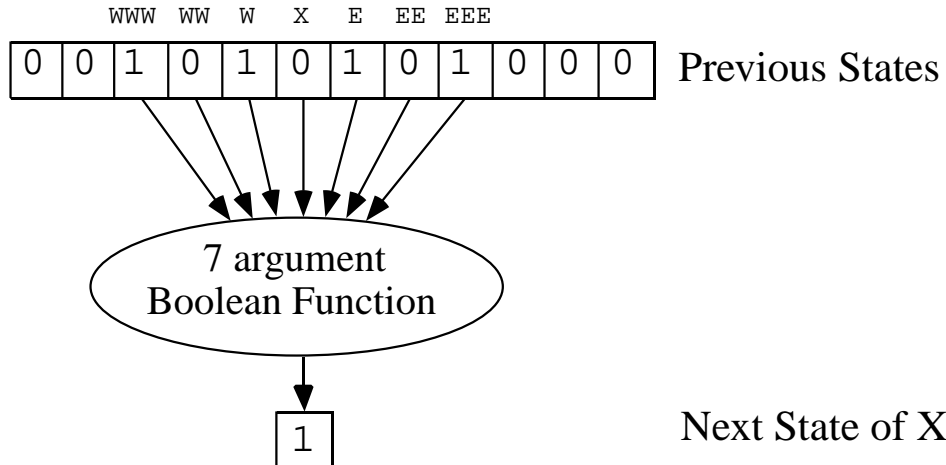 WWW WW W X E EE EEE
0 0 1 0 1 0 1 0 1 0 0 0 Previous States
7 argument
Boolean Function
1 Next State of X